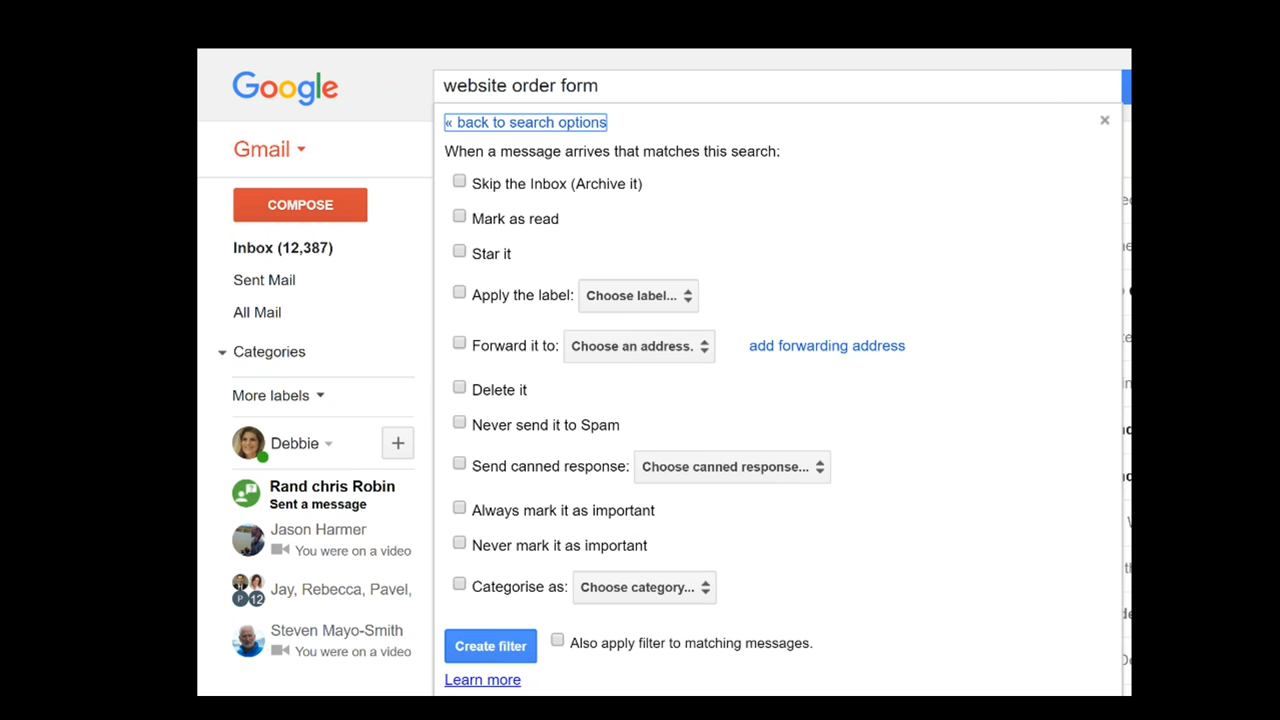 Google
website order form
« back to search options
×
Gmail
When a message arrives that matches this search:
COMPOSE
Skip the Inbox (Archive it)
Mark as read
Inbox (12,387)
Star it
Sent Mail
Apply the label: Choose label...
All Mail
Forward it to: Choose an address. add forwarding address
Categories
Delete it
More labels
Never send it to Spam
Debbie
+
Send canned response: Choose canned response...
Rand chris Robin
Sent a message
Always mark it as important
Jason Harmer
You were on a video
Never mark it as important
Jay, Rebecca, Pavel,
P 12
Categorise as: Choose category...
Steven Mayo-Smith
You were on a video
Create filter Also apply filter to matching messages.
Learn more